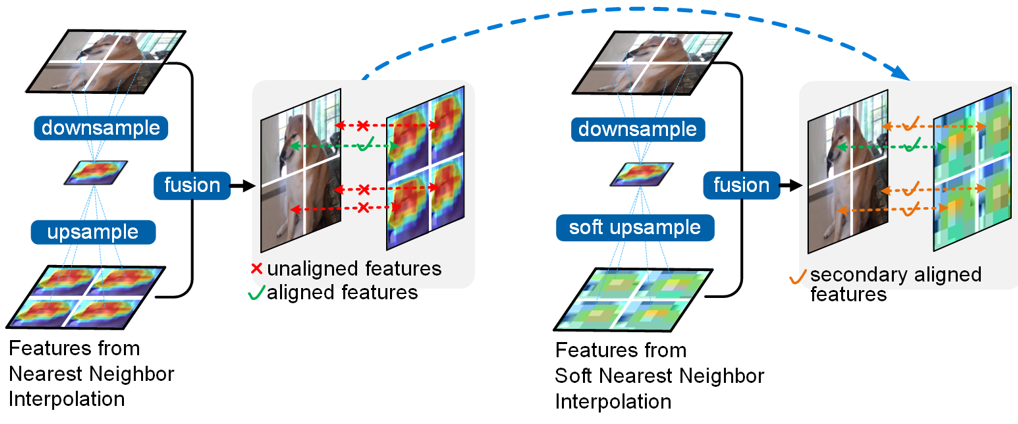 downsample
fusion
upsample
unaligned features
aligned features
Features from
Nearest Neighbor
Interpolation
downsample
fusion
soft upsample
secondary aligned
features
Features from
Soft Nearest Neighbor
Interpolation